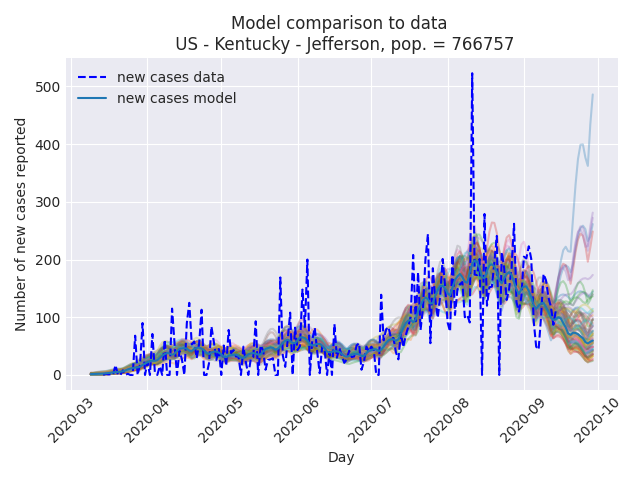 Model comparison to data
US - Kentucky - Jefferson, pop. = 766757
new cases data
new cases model
Number of new cases reported
500
400
300
200
100
0
2020-03
2020-04
2020-05
2020-06
2020-07
2020-08
2020-09
2020-10
Day